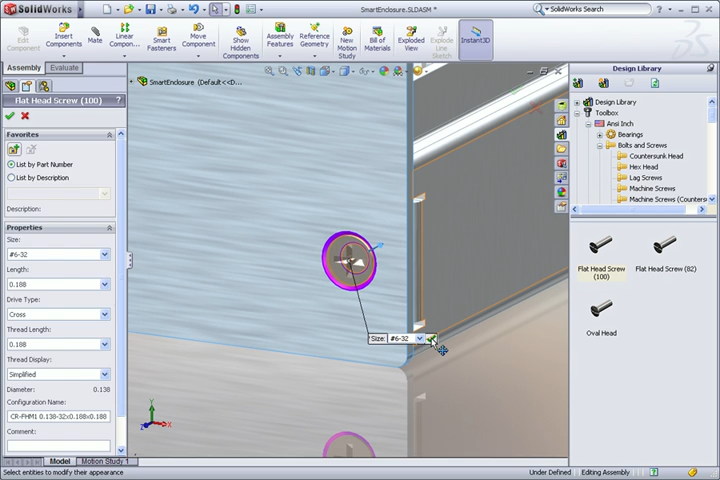 SolidWorks
SmartEnclosure.SLDASM *
SolidWorks Search
Edit Component
Insert Components
Mate
Linear Compon...
Smart Fasteners
Move Component
Show Hidden Components
Assembly Features
Reference Geometry
New Motion Study
Bill of Materials
Exploded View
Explode Line Sketch
Instant3D
Assembly
Evaluate
Flat Head Screw (100)
?
Favorites
List by Part Number
List by Description
Description:
Properties
Size:
#6-32
Length:
0.188
Drive Type:
Cross
Thread Length:
0.188
Thread Display:
Simplified
Diameter: 0.138
Configuration Name:
CR-FHM1 0.138-32x0.188x0.188
Comment:
SmartEnclosure (Default<<D...
Size: #6-32
Y
X
Z
Design Library
Design Library
Toolbox
Ansi Inch
Bearings
Bolts and Screws
Countersunk Head
Hex Head
Lag Screws
Machine Screws
Machine Screws (Counters
Flat Head Screw (100)
Flat Head Screw (82)
Oval Head
Model
Motion Study 1
Select entities to modify their appearance
Under Defined
Editing Assembly